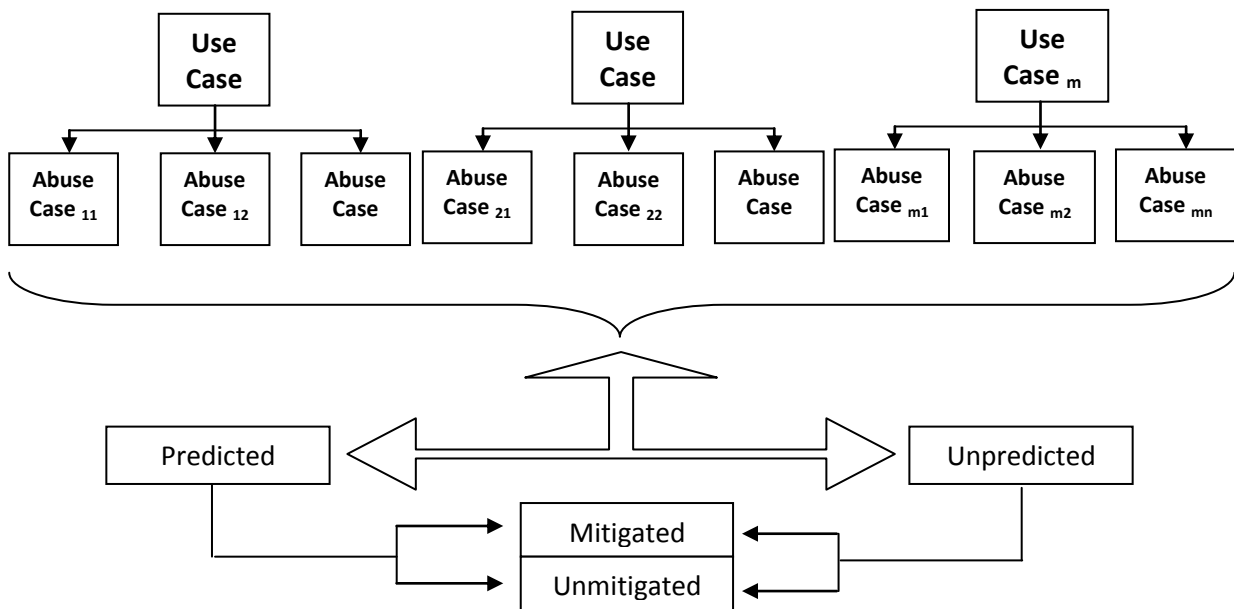 Use
Case
Use
Case
Use
Case m
Abuse
Case 11
Abuse
Case 12
Abuse
Case
Abuse
Case 21
Abuse
Case 22
Abuse
Case
Abuse
Case m1
Abuse
Case m2
Abuse
Case mn
Predicted
Unpredicted
Mitigated
Unmitigated